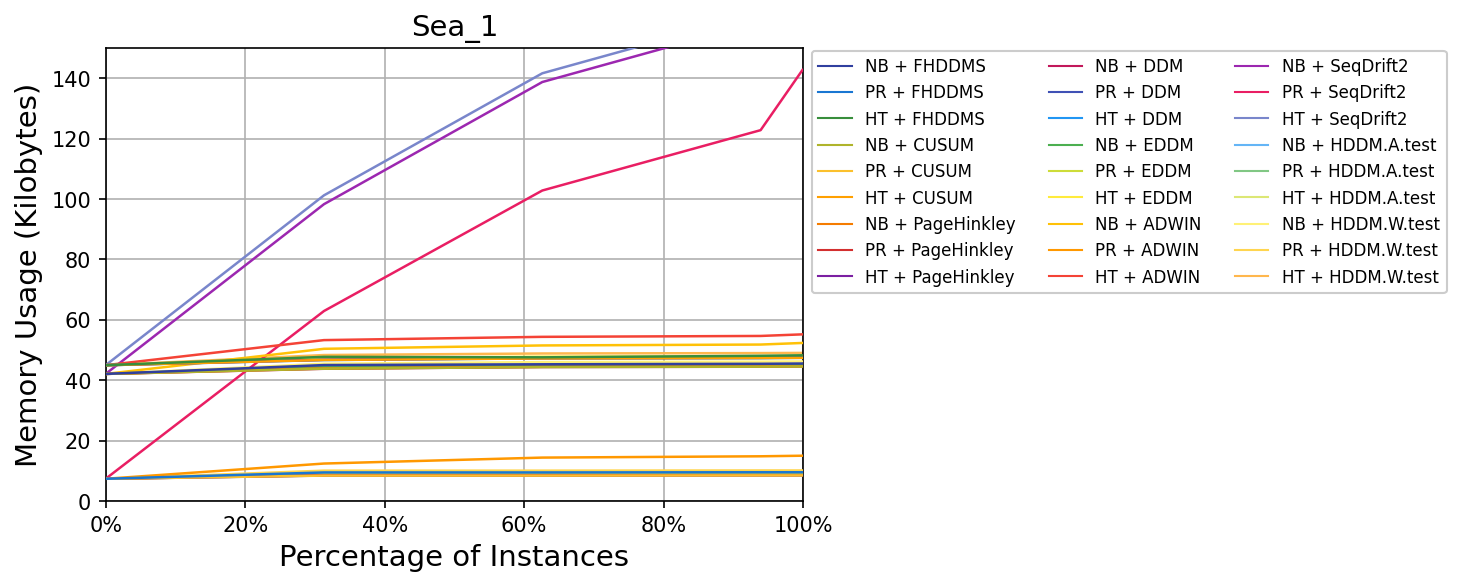 Sea_1
Memory Usage (Kilobytes)
140
120
100
80
60
40
20
0
0%
20%
40%
60%
80%
100%
Percentage of Instances
NB + FHDDMS
PR + FHDDMS
HT + FHDDMS
NB + CUSUM
PR + CUSUM
HT + CUSUM
NB + PageHinkley
PR + PageHinkley
HT + PageHinkley
NB + DDM
PR + DDM
HT + DDM
NB + EDDM
PR + EDDM
HT + EDDM
NB + ADWIN
PR + ADWIN
HT + ADWIN
NB + SeqDrift2
PR + SeqDrift2
HT + SeqDrift2
NB + HDDM.A.test
PR + HDDM.A.test
HT + HDDM.A.test
NB + HDDM.W.test
PR + HDDM.W.test
HT + HDDM.W.test